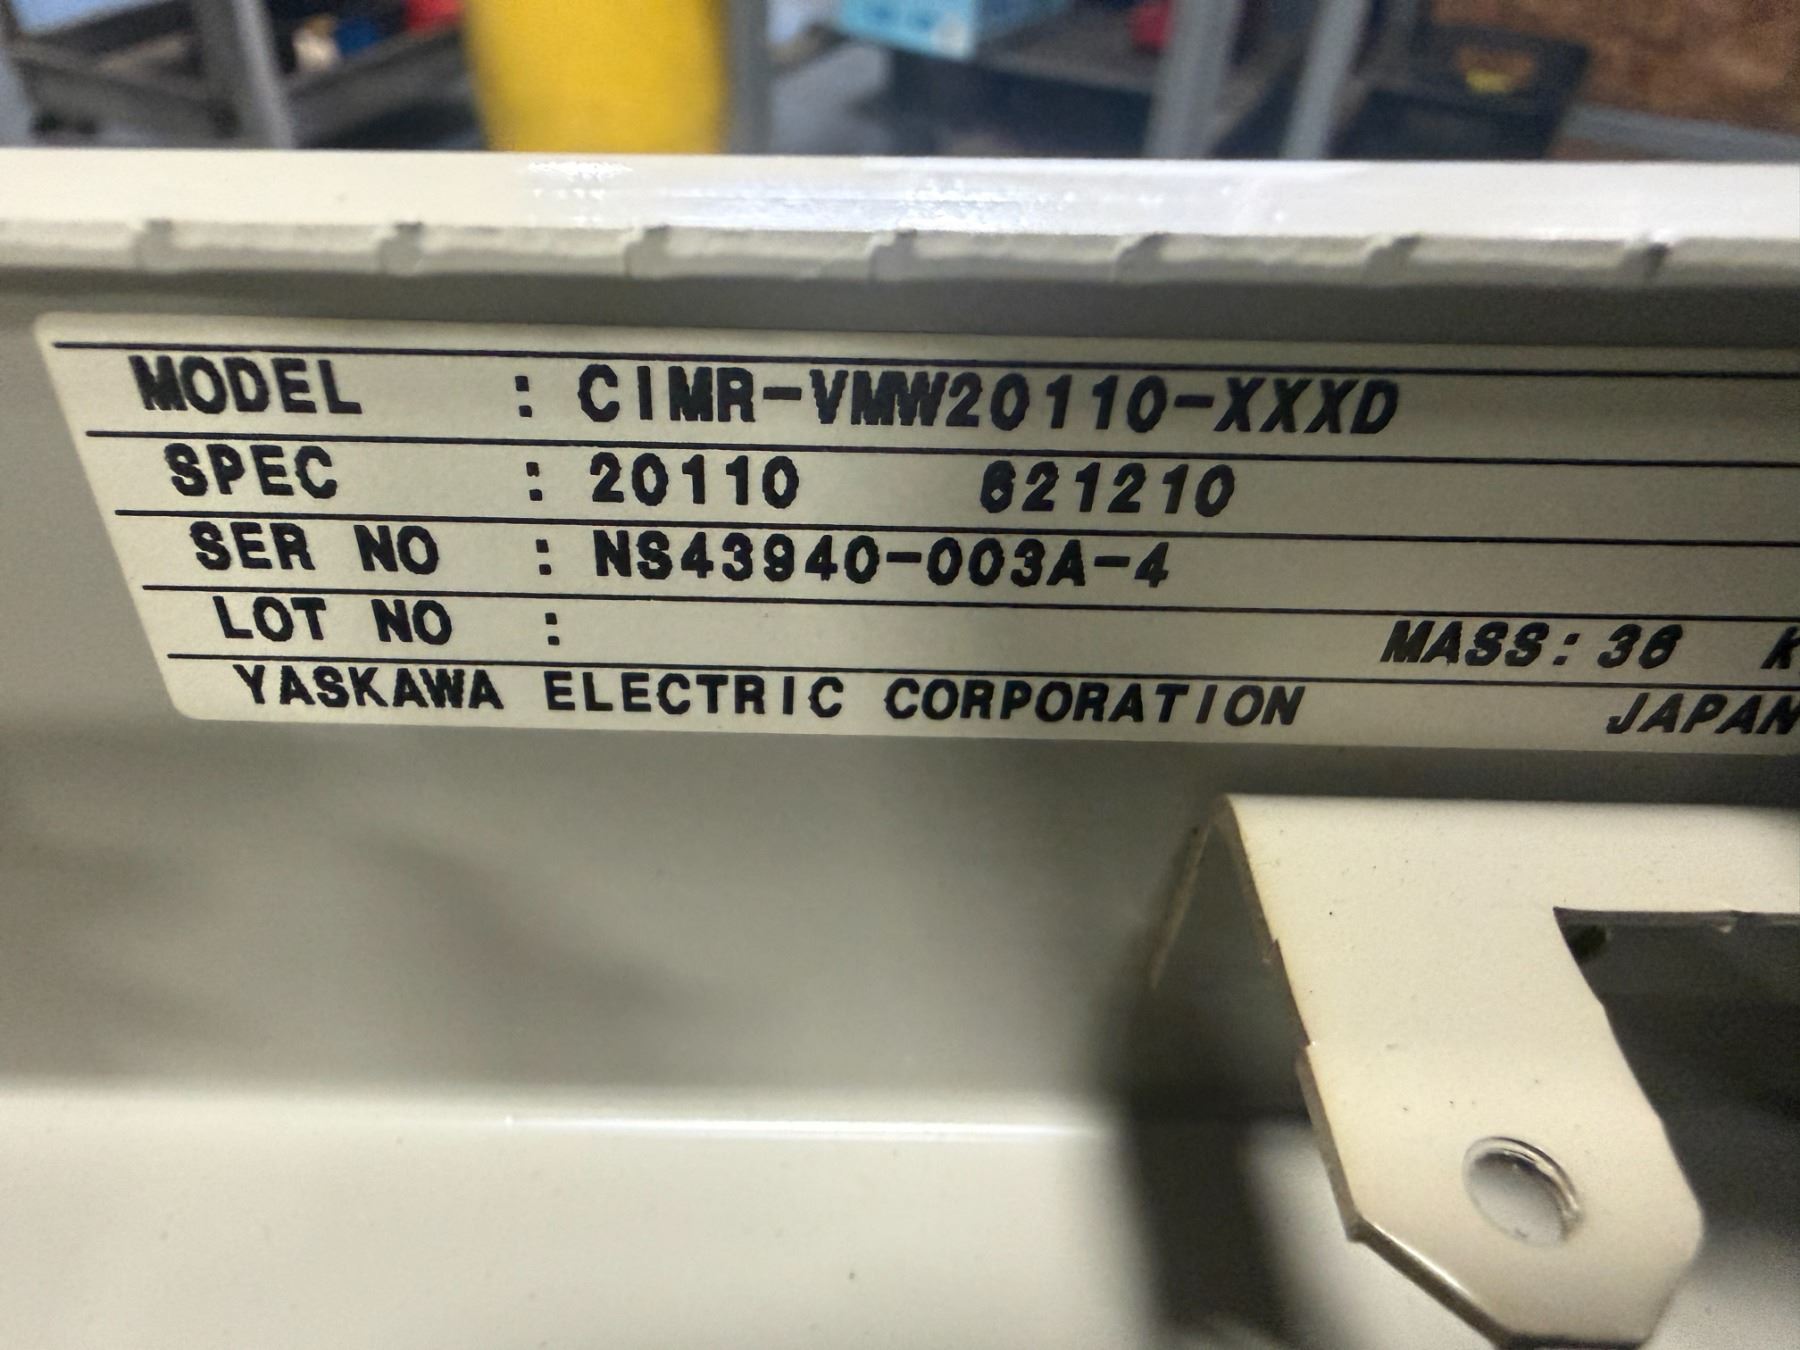 MODEL : CIMR-VMW20110-XXXD
SPEC : 20110 621210
SER NO : NS43940-003A-4
LOT NO : MASS: 36 K
YASKAWA ELECTRIC CORPORATION JAPAN